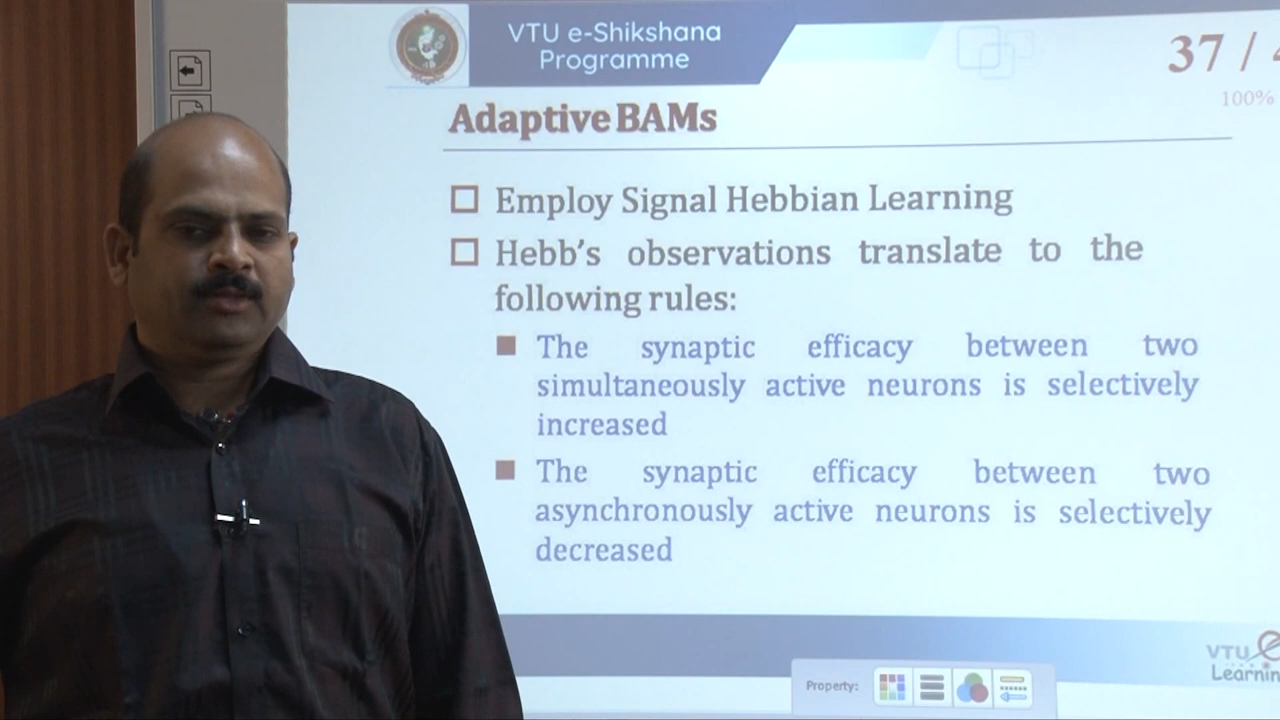 VTU e-Shikshana
Programme
37 /
100%
Adaptive BAMs
Employ Signal Hebbian Learning
Hebb's observations translate to the
following rules:
The synaptic efficacy between two
simultaneously active neurons is selectively
increased
The synaptic efficacy between two
asynchronously active neurons is selectively
decreased
VTU e
Learning
Property: